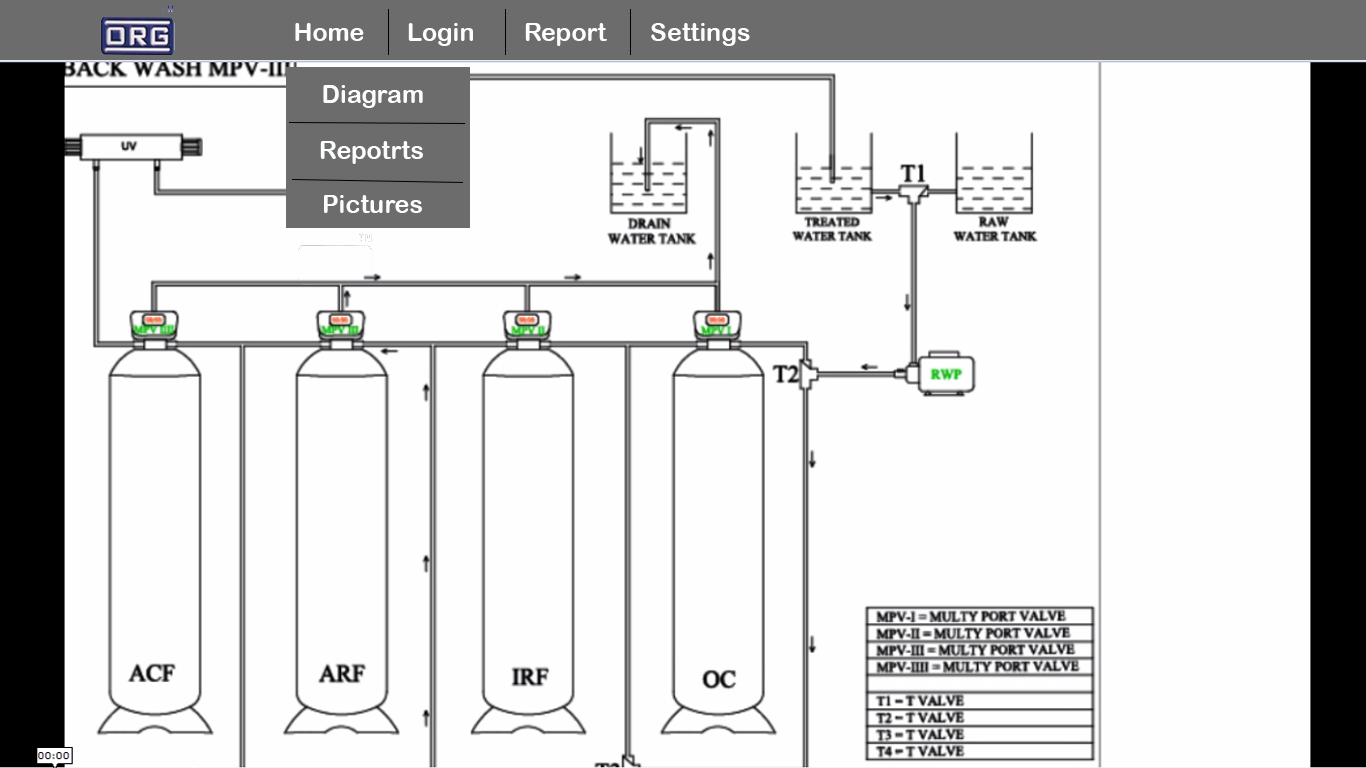 ORG
Home Login Report Settings
BACK WASH MPV-III
Diagram
Repotrts
Pictures
UV
T1
DRAIN
WATER TANK
TREATED
WATER TANK
RAW
WATER TANK
TM
00:00 00:00 00:00 00:00
MPV IIII MPV III MPV II MPV I
T2
RWP
ACF
ARF
IRF
OC
MPV-I = MULTY PORT VALVE
MPV-II = MULTY PORT VALVE
MPV-III = MULTY PORT VALVE
MPV-IIII = MULTY PORT VALVE
T1 = T VALVE
T2 = T VALVE
T3 = T VALVE
T4 = T VALVE
00:00